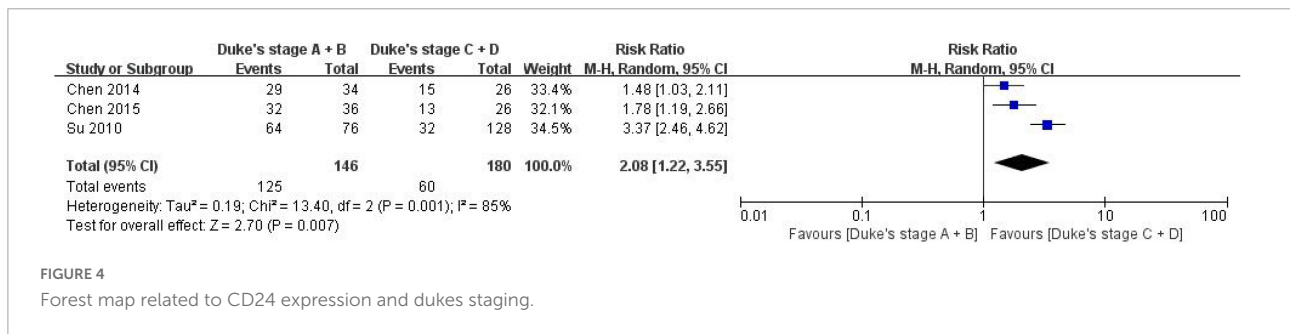 Duke's stage A + B Duke's stage C + D Risk Ratio Risk Ratio
Study or Subgroup Events Total Events Total Weight M-H, Random, 95% CI M-H, Random, 95% CI
Chen 2014 29 34 15 26 33.4% 1.48 [1.03, 2.11]
Chen 2015 32 36 13 26 32.1% 1.78 [1.19, 2.66]
Su 2010 64 76 32 128 34.5% 3.37 [2.46, 4.62]
Total (95% CI) 146 180 100.0% 2.08 [1.22, 3.55]
Total events 125 60
Heterogeneity: Tau² = 0.19; Chi² = 13.40, df = 2 (P = 0.001); I² = 85%
Test for overall effect: Z = 2.70 (P = 0.007)
0.01 0.1 1 10 100
Favours [Duke's stage A + B] Favours [Duke's stage C + D]
FIGURE 4
Forest map related to CD24 expression and dukes staging.